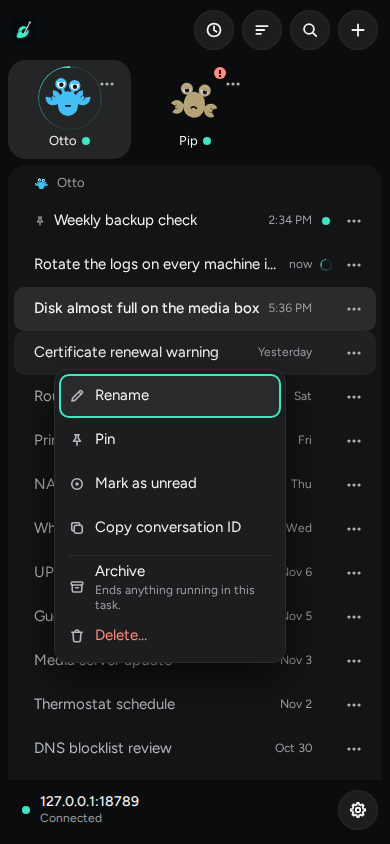 Otto
Pip
Otto
Weekly backup check 2:34 PM
Rotate the logs on every machine i... now
Disk almost full on the media box 5:36 PM
Certificate renewal warning Yesterday
Sat
Rename
Fri
Pin
Thu
Mark as unread
Wed
Copy conversation ID
Nov 6
Archive
Ends anything running in this
task.
Nov 5
Delete...
Media server update Nov 3
Thermostat schedule Nov 2
DNS blocklist review Oct 30
127.0.0.1:18789
Connected